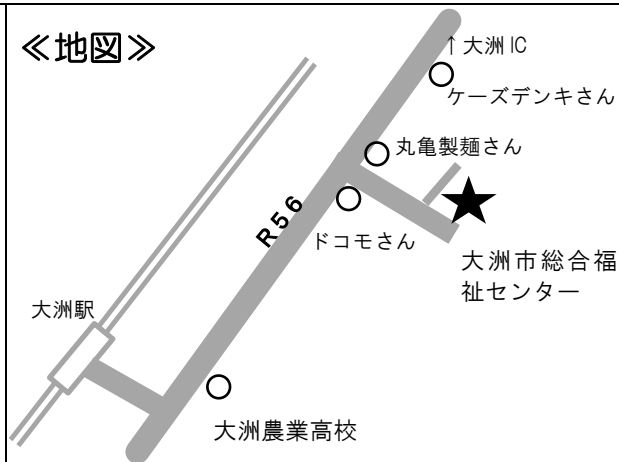 ≪地図≫
↑大洲IC
ケーズデンキさん
丸亀製麺さん
R56
ドコモさん
大洲市総合福
祉センター
大洲駅
大洲農業高校